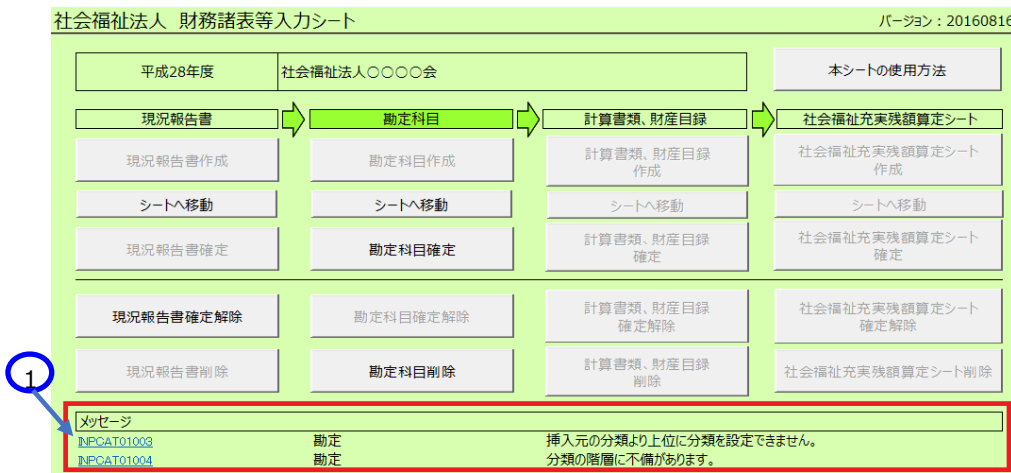 社会福祉法人 財務諸表等入力シート
バージョン：20160816
平成28年度
社会福祉法人○○○○会
本シートの使用方法
現況報告書
勘定科目
計算書類、財産目録
社会福祉充実残額算定シート
現況報告書作成
勘定科目作成
計算書類、財産目録
作成
社会福祉充実残額算定シート
作成
シートへ移動
シートへ移動
シートへ移動
シートへ移動
現況報告書確定
勘定科目確定
計算書類、財産目録
確定
社会福祉充実残額算定シート
確定
現況報告書確定解除
勘定科目確定解除
計算書類、財産目録
確定解除
社会福祉充実残額算定シート
確定解除
現況報告書削除
勘定科目削除
計算書類、財産目録
削除
社会福祉充実残額算定シート削除
1
メッセージ
INPCAT01003 勘定 挿入元の分類より上位に分類を設定できません。
INPCAT01004 勘定 分類の階層に不備があります。